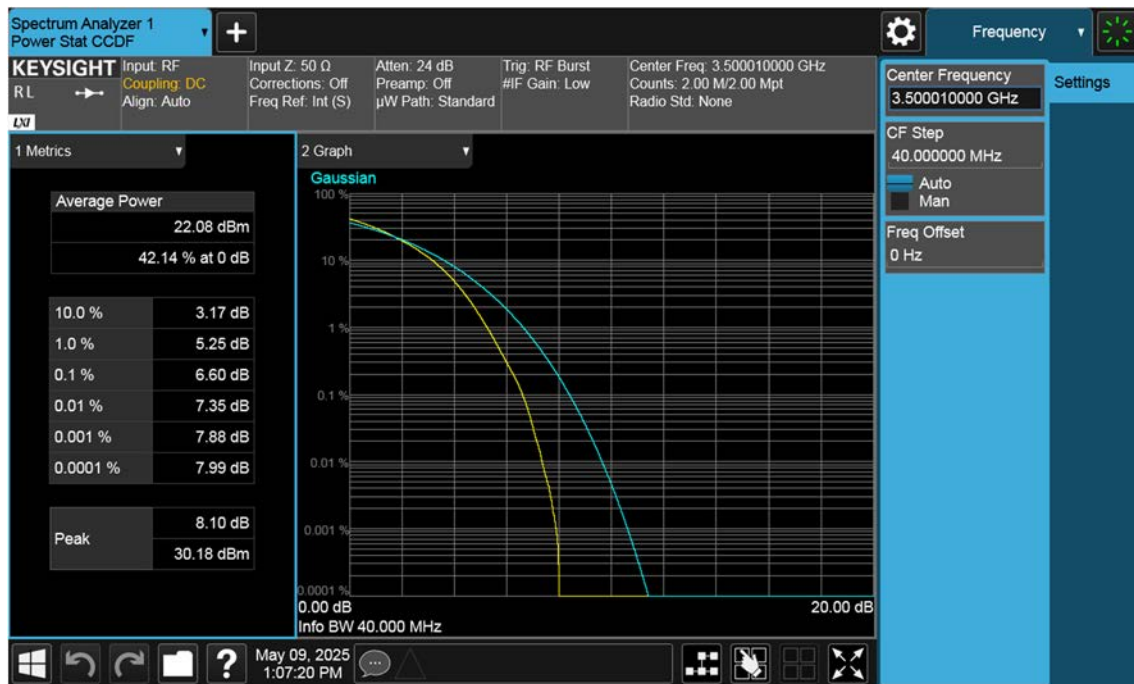 Spectrum Analyzer 1
Power Stat CCDF
Frequency
KEYSIGHT
RL
LXI
Input: RF
Coupling: DC
Align: Auto
Input Z: 50 Ω
Corrections: Off
Freq Ref: Int (S)
Atten: 24 dB
Preamp: Off
µW Path: Standard
Trig: RF Burst
#IF Gain: Low
Center Freq: 3.500010000 GHz
Counts: 2.00 M/2.00 Mpt
Radio Std: None
Center Frequency
3.500010000 GHz
Settings
CF Step
40.000000 MHz
Auto
Man
Freq Offset
0 Hz
1 Metrics
Average Power
22.08 dBm
42.14 % at 0 dB
10.0 % 3.17 dB
1.0 % 5.25 dB
0.1 % 6.60 dB
0.01 % 7.35 dB
0.001 % 7.88 dB
0.0001 % 7.99 dB
Peak
8.10 dB
30.18 dBm
2 Graph
Gaussian
100 %
10 %
1 %
0.1 %
0.01 %
0.001 %
0.0001 %
0.00 dB 20.00 dB
Info BW 40.000 MHz
?
May 09, 2025
1:07:20 PM